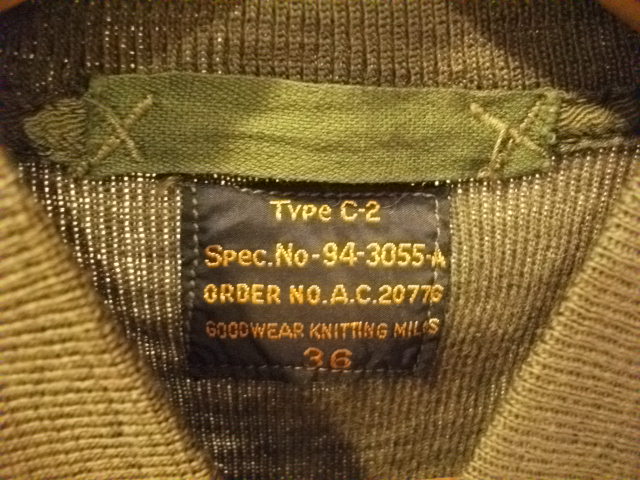 Type C-2
Spec.No-94-3055-A
ORDER NO.A.C.20776
GOODWEAR KNITTING MILLS
36